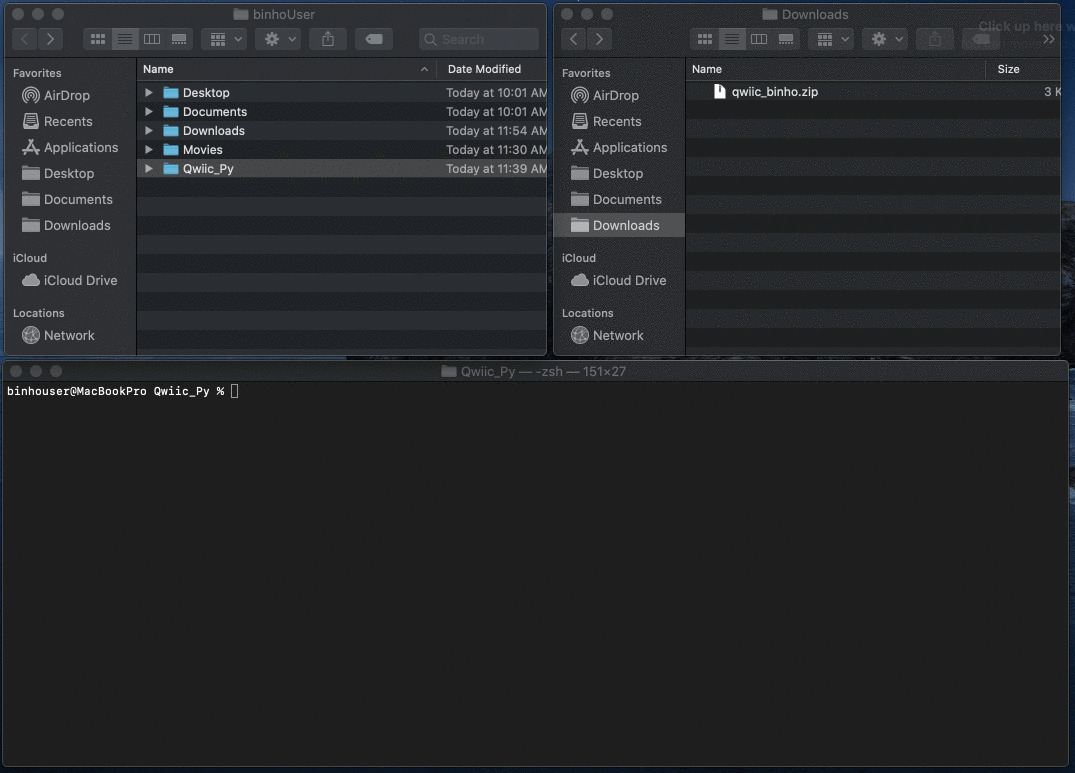 binhoUser
Search
Favorites
AirDrop
Recents
Applications
Desktop
Documents
Downloads
iCloud
iCloud Drive
Locations
Network
Name Date Modified
Desktop Today at 10:01 AM
Documents Today at 10:01 AM
Downloads Today at 11:54 AM
Movies Today at 11:30 AM
Qwiic_Py Today at 11:39 AM
Downloads
Click up here w
Favorites
AirDrop
Recents
Applications
Desktop
Documents
Downloads
iCloud
iCloud Drive
Locations
Network
Name Size
qwiic_binho.zip 3 K
Qwiic_Py — -zsh — 151×27
binhouser@MacBookPro Qwiic_Py %